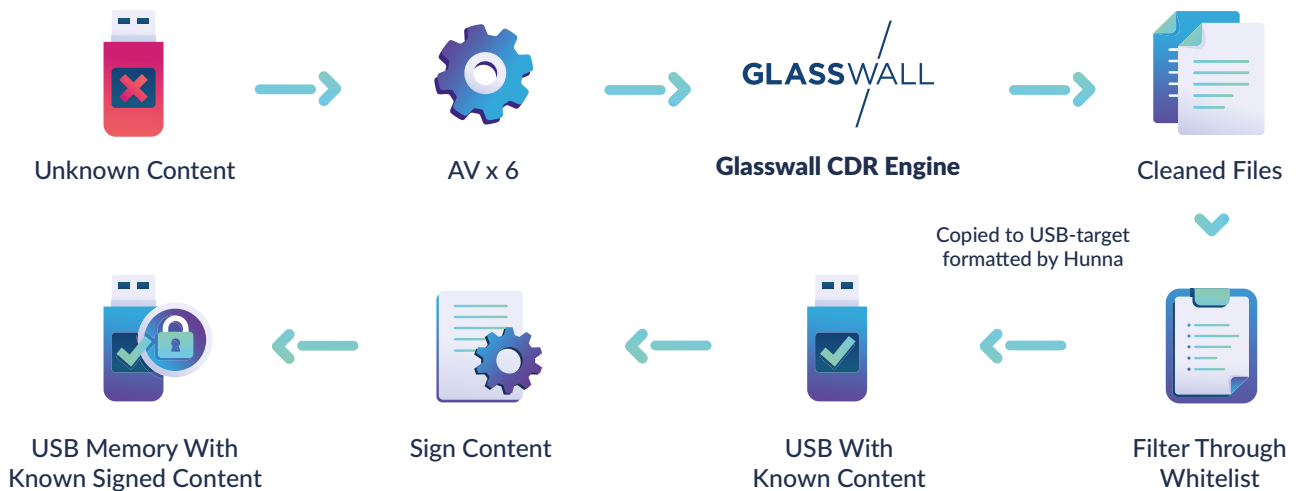 Unknown Content
AV x 6
GLASSWALL
Glasswall CDR Engine
Cleaned Files
Copied to USB-target
formatted by Hunna
Filter Through
Whitelist
USB With
Known Content
Sign Content
USB Memory With
Known Signed Content